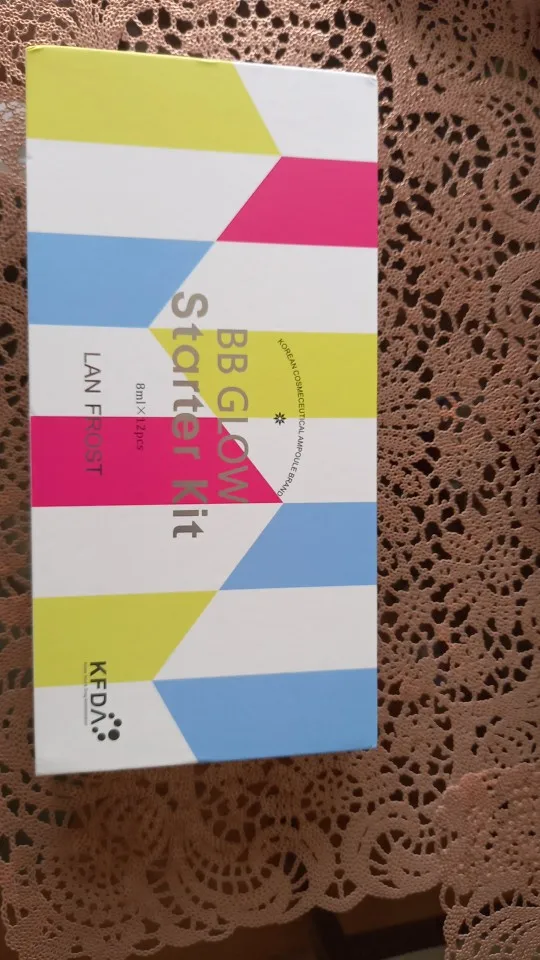 KOREAN COSMECEUTICAL AMPOULE BRAND
BB GLOW
Starter Kit
8ml×12pcs
LAN FROST
KFDA